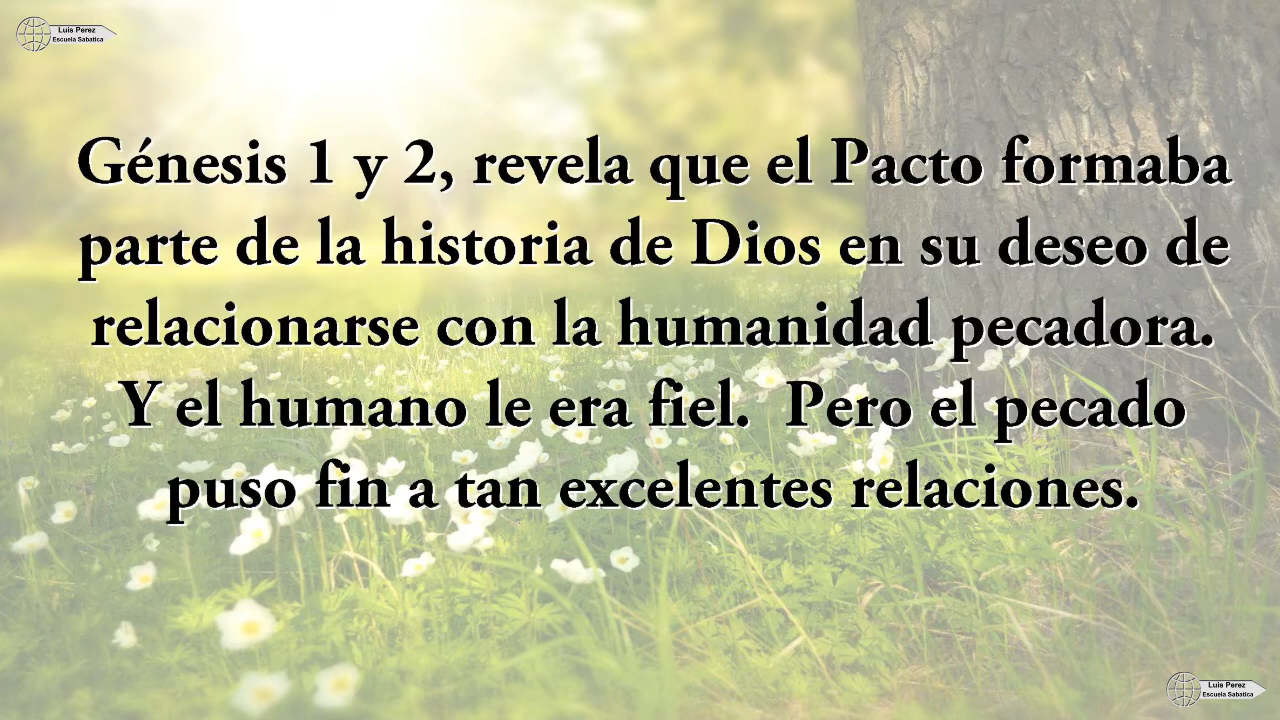 Luis Perez
Escuela Sabatica
Génesis 1 y 2, revela que el Pacto formaba
parte de la historia de Dios en su deseo de
relacionarse con la humanidad pecadora.
Y el humano le era fiel.  Pero el pecado
puso fin a tan excelentes relaciones.
Luis Perez
Escuela Sabatica